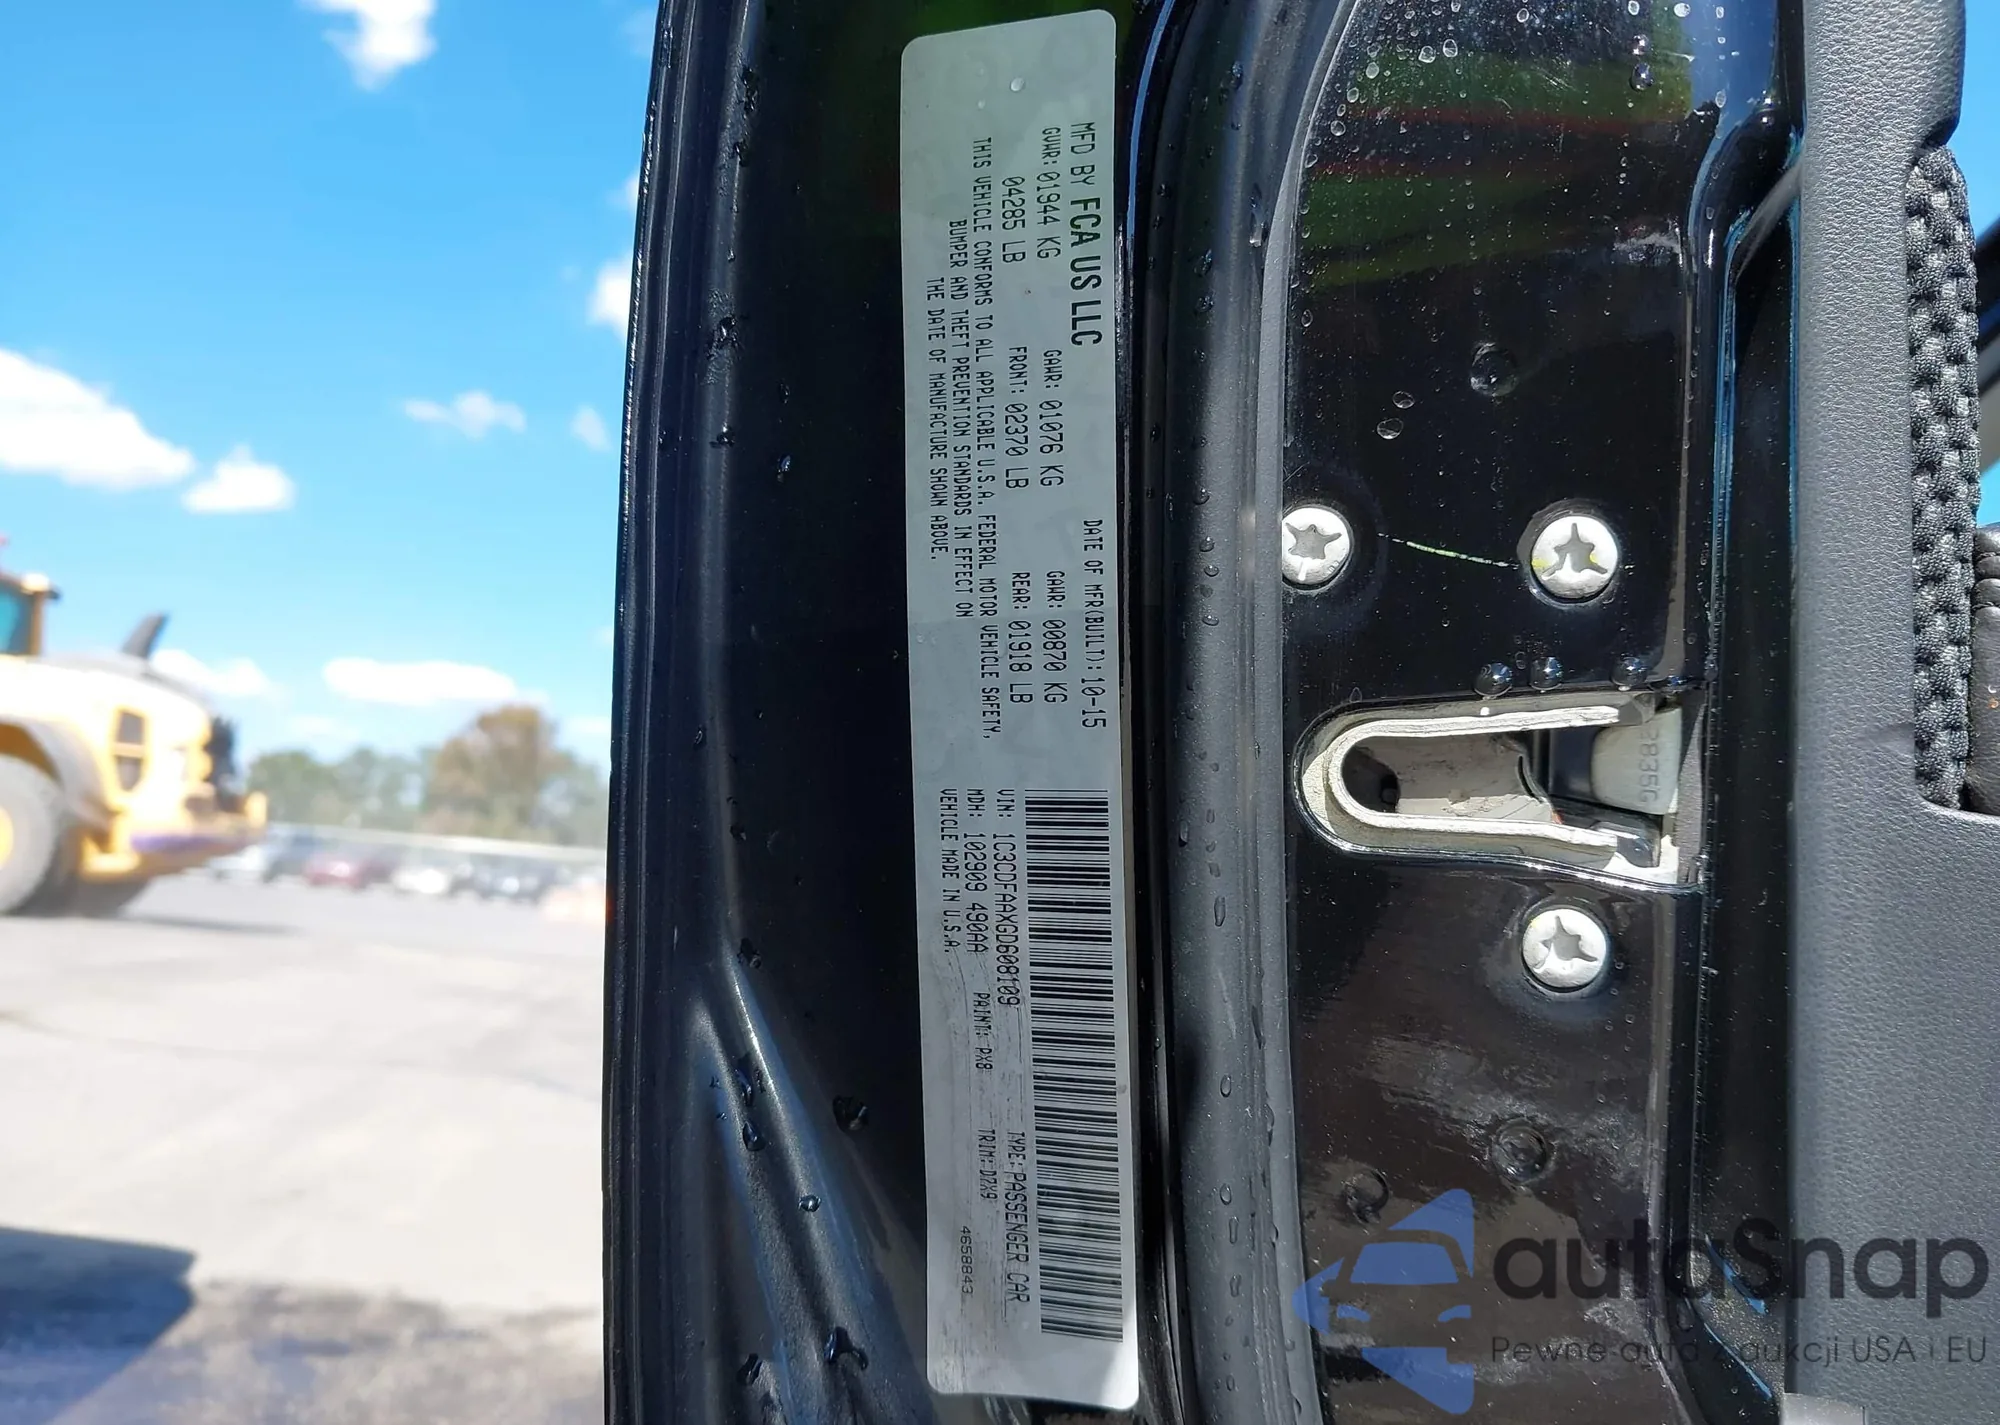 MFD BY FCA US LLC
DATE OF MFR(BUILT): 10-15
GVWR: 01944 KG
GAWR: 01076 KG
GAWR: 00870 KG
04285 LB
FRONT: 02370 LB
REAR: 01918 LB
THIS VEHICLE CONFORMS TO ALL APPLICABLE U.S.A. FEDERAL MOTOR VEHICLE SAFETY,
BUMPER AND THEFT PREVENTION STANDARDS IN EFFECT ON
THE DATE OF MANUFACTURE SHOWN ABOVE.
VIN: 1C3CDFAAXGD608109
TYPE: PASSENGER CAR
MDH: 102909 490AA
PAINT: PX8
TRIM: D7X9
VEHICLE MADE IN U.S.A.
4658843
autaSnap
Pewne auta z aukcji USA i EU